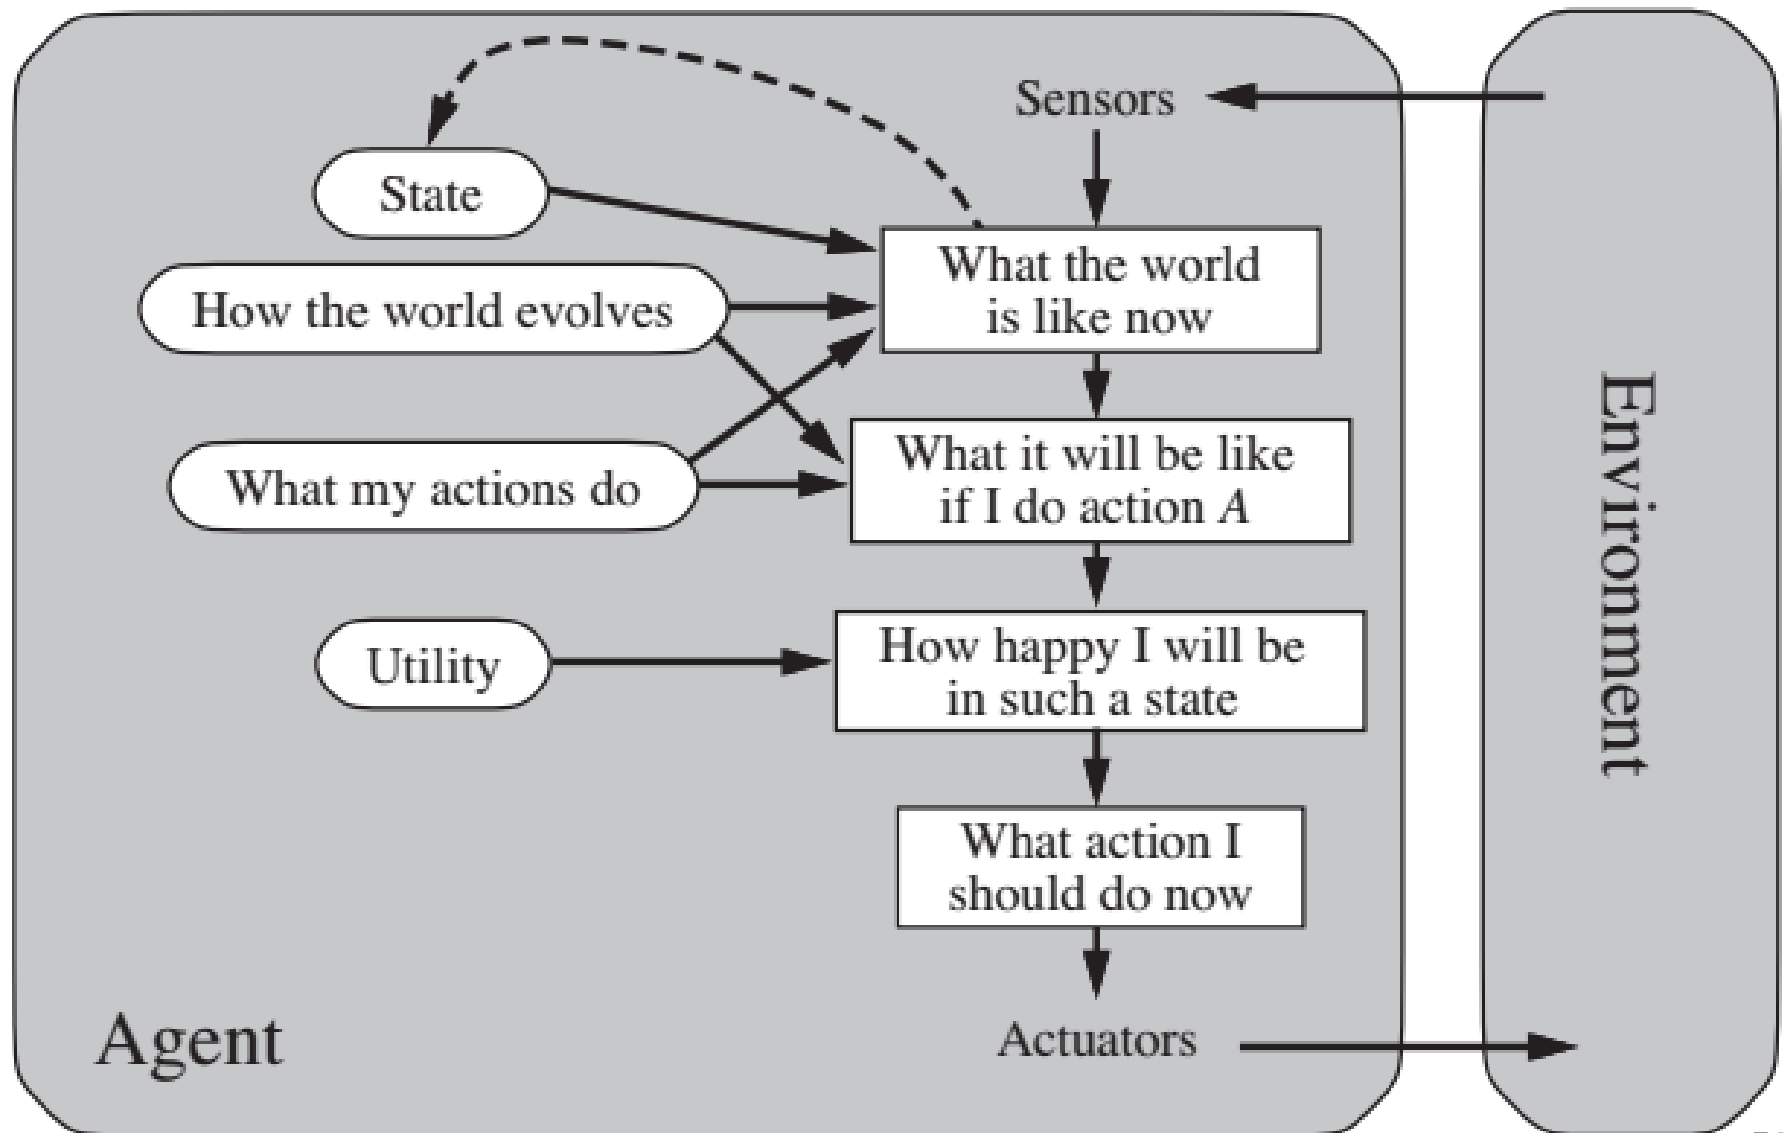 Sensors
State
What the world
is like now
How the world evolves
What it will be like
if I do action A
What my actions do
How happy I will be
in such a state
Utility
What action I
should do now
Agent
Actuators
Environment